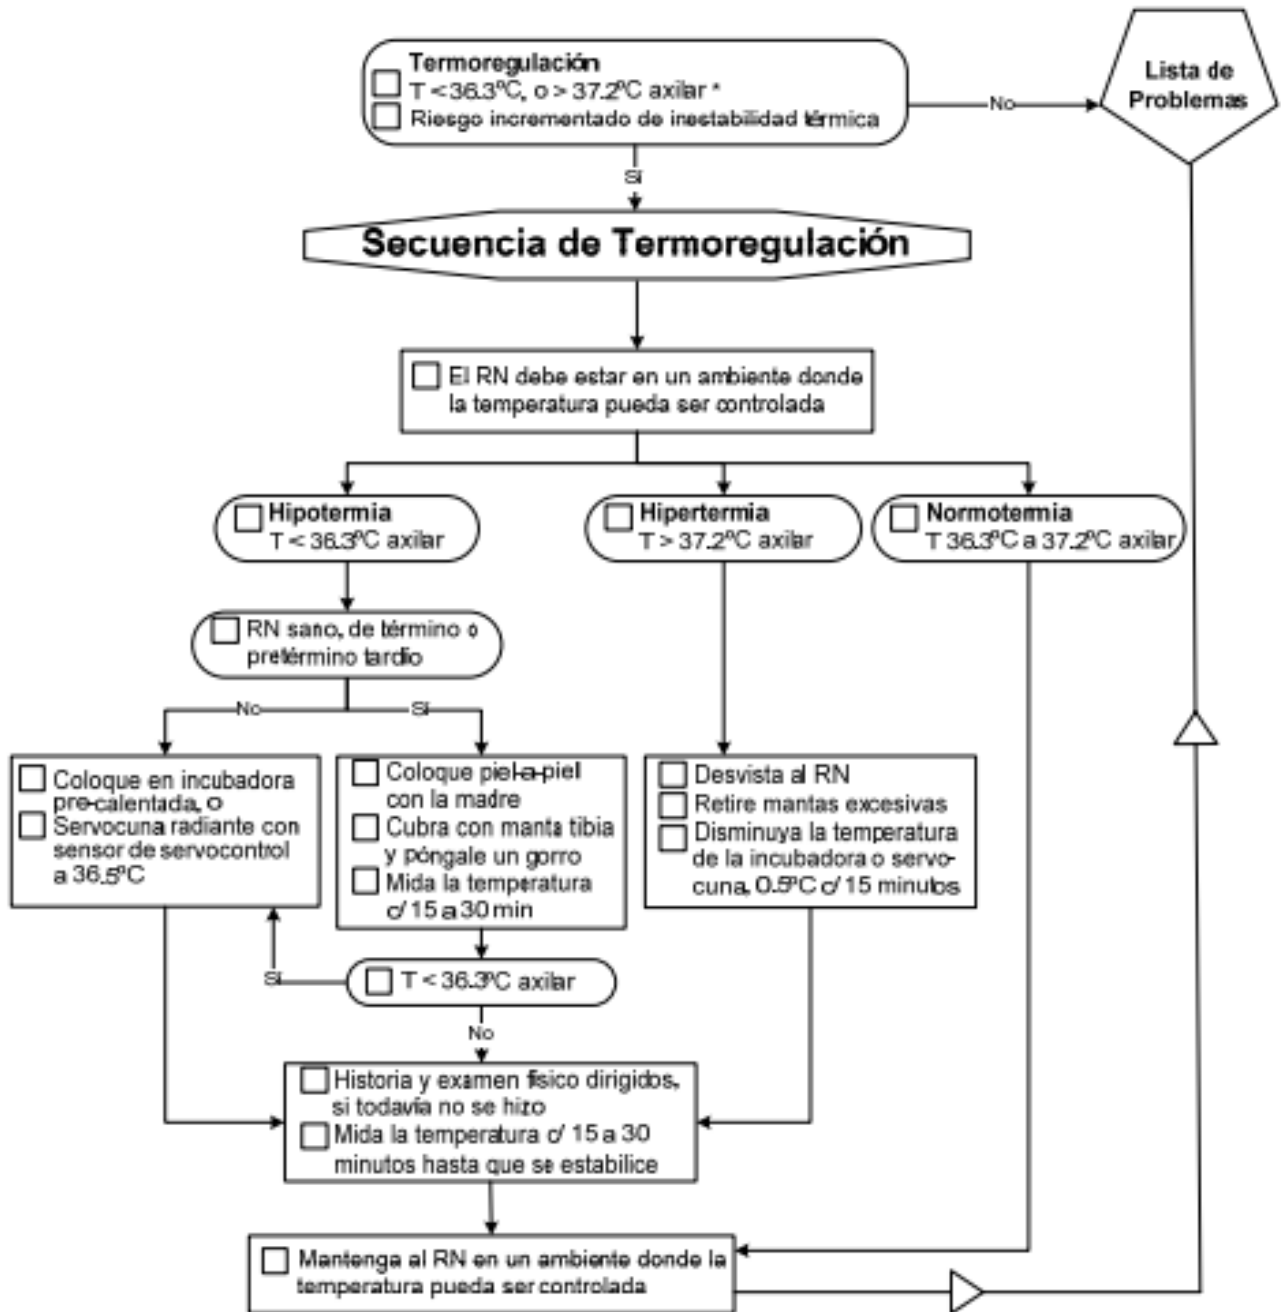 Termoregulación
T < 36.3ºC, o > 37.2ºC axilar *
Riesgo incrementado de inestabilidad térmica
No
Lista de
Problemas
Sí
Secuencia de Termoregulación
El RN debe estar en un ambiente donde
la temperatura pueda ser controlada
Hipotermia
T < 36.3ºC axilar
Hipertermia
T > 37.2ºC axilar
Normotermia
T 36.3ºC a 37.2ºC axilar
RN sano, de término o
pretérmino tardío
No
Sí
Coloque en incubadora
pre-calentada, o
Servocuna radiante con
sensor de servocontrol
a 36.5ºC
Coloque piel-a-piel
con la madre
Cubra con manta tibia
y póngale un gorro
Mida la temperatura
c/ 15 a 30 min
Desvista al RN
Retire mantas excesivas
Disminuya la temperatura
de la incubadora o servo-
cuna, 0.5ºC c/ 15 minutos
Sí
T < 36.3ºC axilar
No
Historia y examen físico dirigidos,
si todavía no se hizo
Mida la temperatura c/ 15 a 30
minutos hasta que se estabilice
Mantenga al RN en un ambiente donde la
temperatura pueda ser controlada